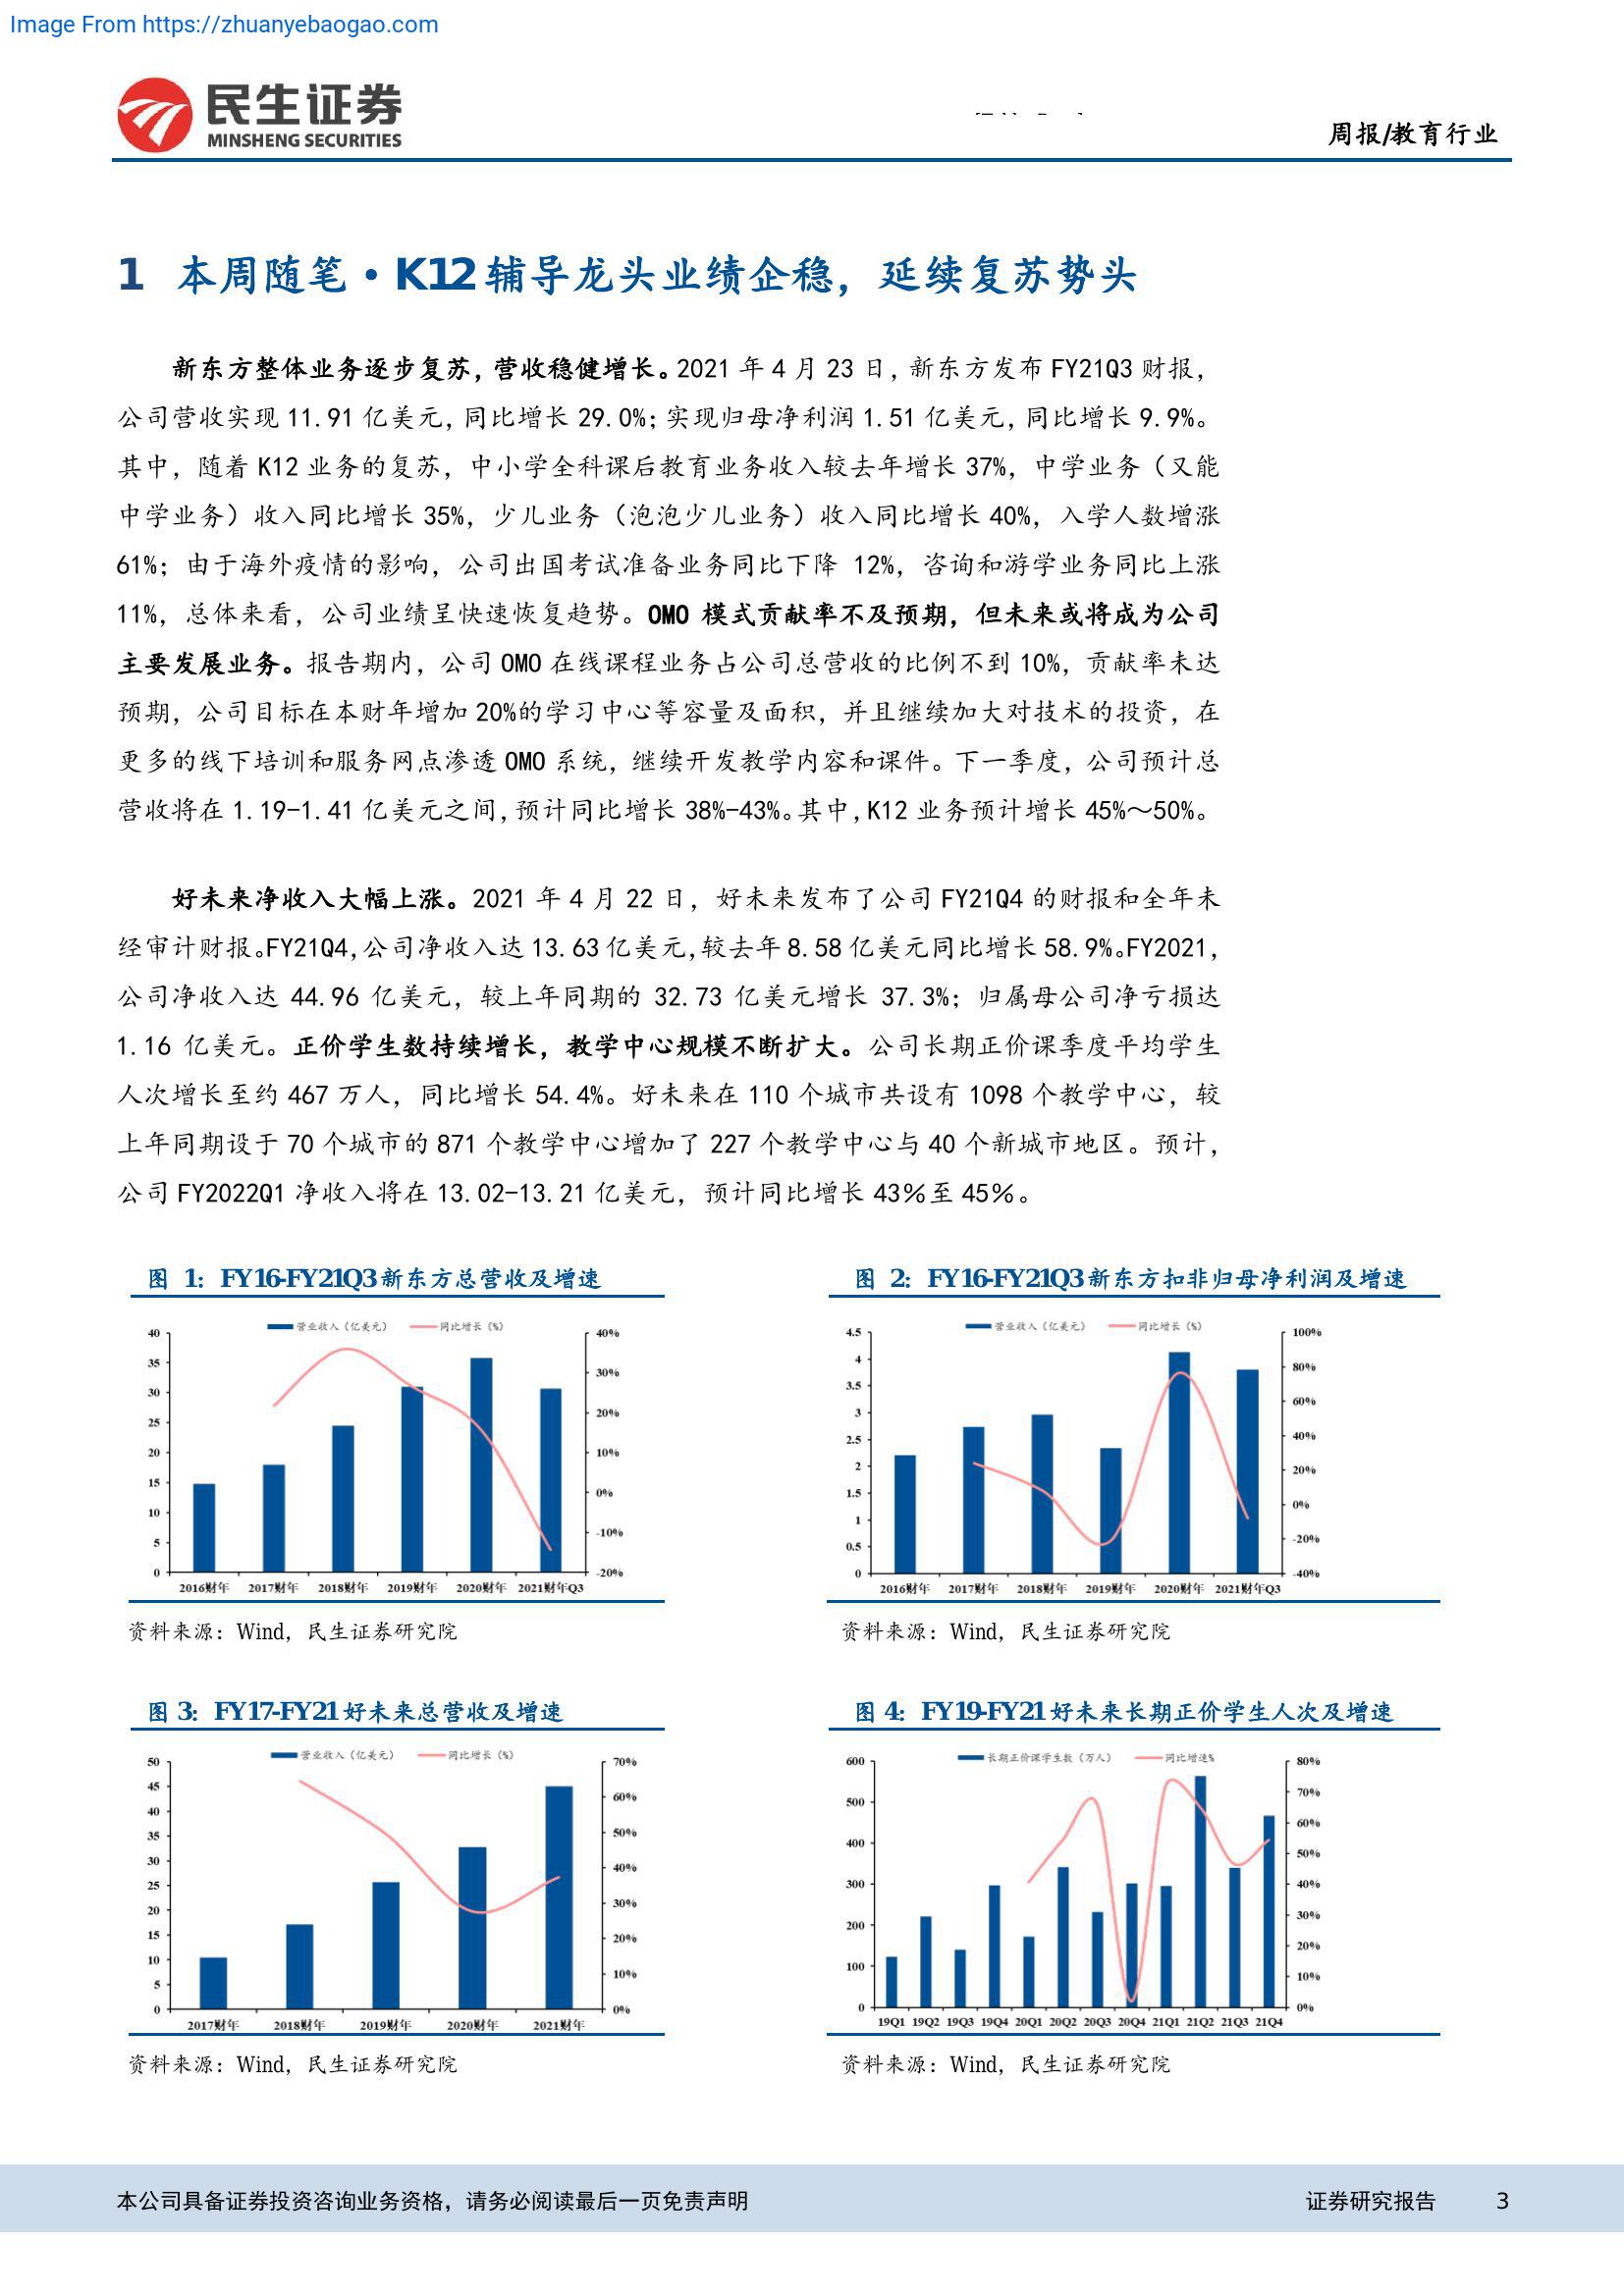 Image From https://zhuanyebaogao.com
民生证券
MINSHENG SECURITIES
周报/教育行业
1 本周随笔·K12辅导龙头业绩企稳，延续复苏势头
新东方整体业务逐步复苏，营收稳健增长。2021 年 4 月 23 日，新东方发布 FY21Q3 财报，
公司营收实现 11.91 亿美元，同比增长 29.0%；实现归母净利润 1.51 亿美元，同比增长 9.9%。
其中，随着 K12 业务的复苏，中小学全科课后教育业务收入较去年增长 37%，中学业务（又能
中学业务）收入同比增长 35%，少儿业务（泡泡少儿业务）收入同比增长 40%，入学人数增涨
61%；由于海外疫情的影响，公司出国考试准备业务同比下降 12%，咨询和游学业务同比上涨
11%，总体来看，公司业绩呈快速恢复趋势。OMO 模式贡献率不及预期，但未来或将成为公司
主要发展业务。报告期内，公司 OMO 在线课程业务占公司总营收的比例不到 10%，贡献率未达
预期，公司目标在本财年增加 20%的学习中心等容量及面积，并且继续加大对技术的投资，在
更多的线下培训和服务网点渗透 OMO 系统，继续开发教学内容和课件。下一季度，公司预计总
营收将在 1.19-1.41 亿美元之间，预计同比增长 38%-43%。其中，K12 业务预计增长 45%～50%。
好未来净收入大幅上涨。2021 年 4 月 22 日，好未来发布了公司 FY21Q4 的财报和全年未
经审计财报。FY21Q4，公司净收入达 13.63 亿美元，较去年 8.58 亿美元同比增长 58.9%。FY2021，
公司净收入达 44.96 亿美元，较上年同期的 32.73 亿美元增长 37.3%；归属母公司净亏损达
1.16 亿美元。正价学生数持续增长，教学中心规模不断扩大。公司长期正价课季度平均学生
人次增长至约 467 万人，同比增长 54.4%。好未来在 110 个城市共设有 1098 个教学中心，较
上年同期设于 70 个城市的 871 个教学中心增加了 227 个教学中心与 40 个新城市地区。预计，
公司 FY2022Q1 净收入将在 13.02-13.21 亿美元，预计同比增长 43％至 45％。
图 1: FY16-FY21Q3新东方总营收及增速
营业收入（亿美元） 同比增长（%）
40 35 30 25 20 15 10 5 0
40% 30% 20% 10% 0% -10% -20%
2016财年 2017财年 2018财年 2019财年 2020财年 2021财年Q3
资料来源：Wind，民生证券研究院
图 2: FY16-FY21Q3新东方扣非归母净利润及增速
营业收入（亿美元） 同比增长（%）
4.5 4 3.5 3 2.5 2 1.5 1 0.5 0
100% 80% 60% 40% 20% 0% -20% -40%
2016财年 2017财年 2018财年 2019财年 2020财年 2021财年Q3
资料来源：Wind，民生证券研究院
图 3: FY17-FY21好未来总营收及增速
营业收入（亿美元） 同比增长（%）
50 45 40 35 30 25 20 15 10 5 0
70% 60% 50% 40% 30% 20% 10% 0%
2017财年 2018财年 2019财年 2020财年 2021财年
资料来源：Wind，民生证券研究院
图 4: FY19-FY21好未来长期正价学生人次及增速
长期正价课学生数（万人） 同比增速%
600 500 400 300 200 100 0
80% 70% 60% 50% 40% 30% 20% 10% 0%
19Q1 19Q2 19Q3 19Q4 20Q1 20Q2 20Q3 20Q4 21Q1 21Q2 21Q3 21Q4
资料来源：Wind，民生证券研究院
本公司具备证券投资咨询业务资格，请务必阅读最后一页免责声明 证券研究报告 3